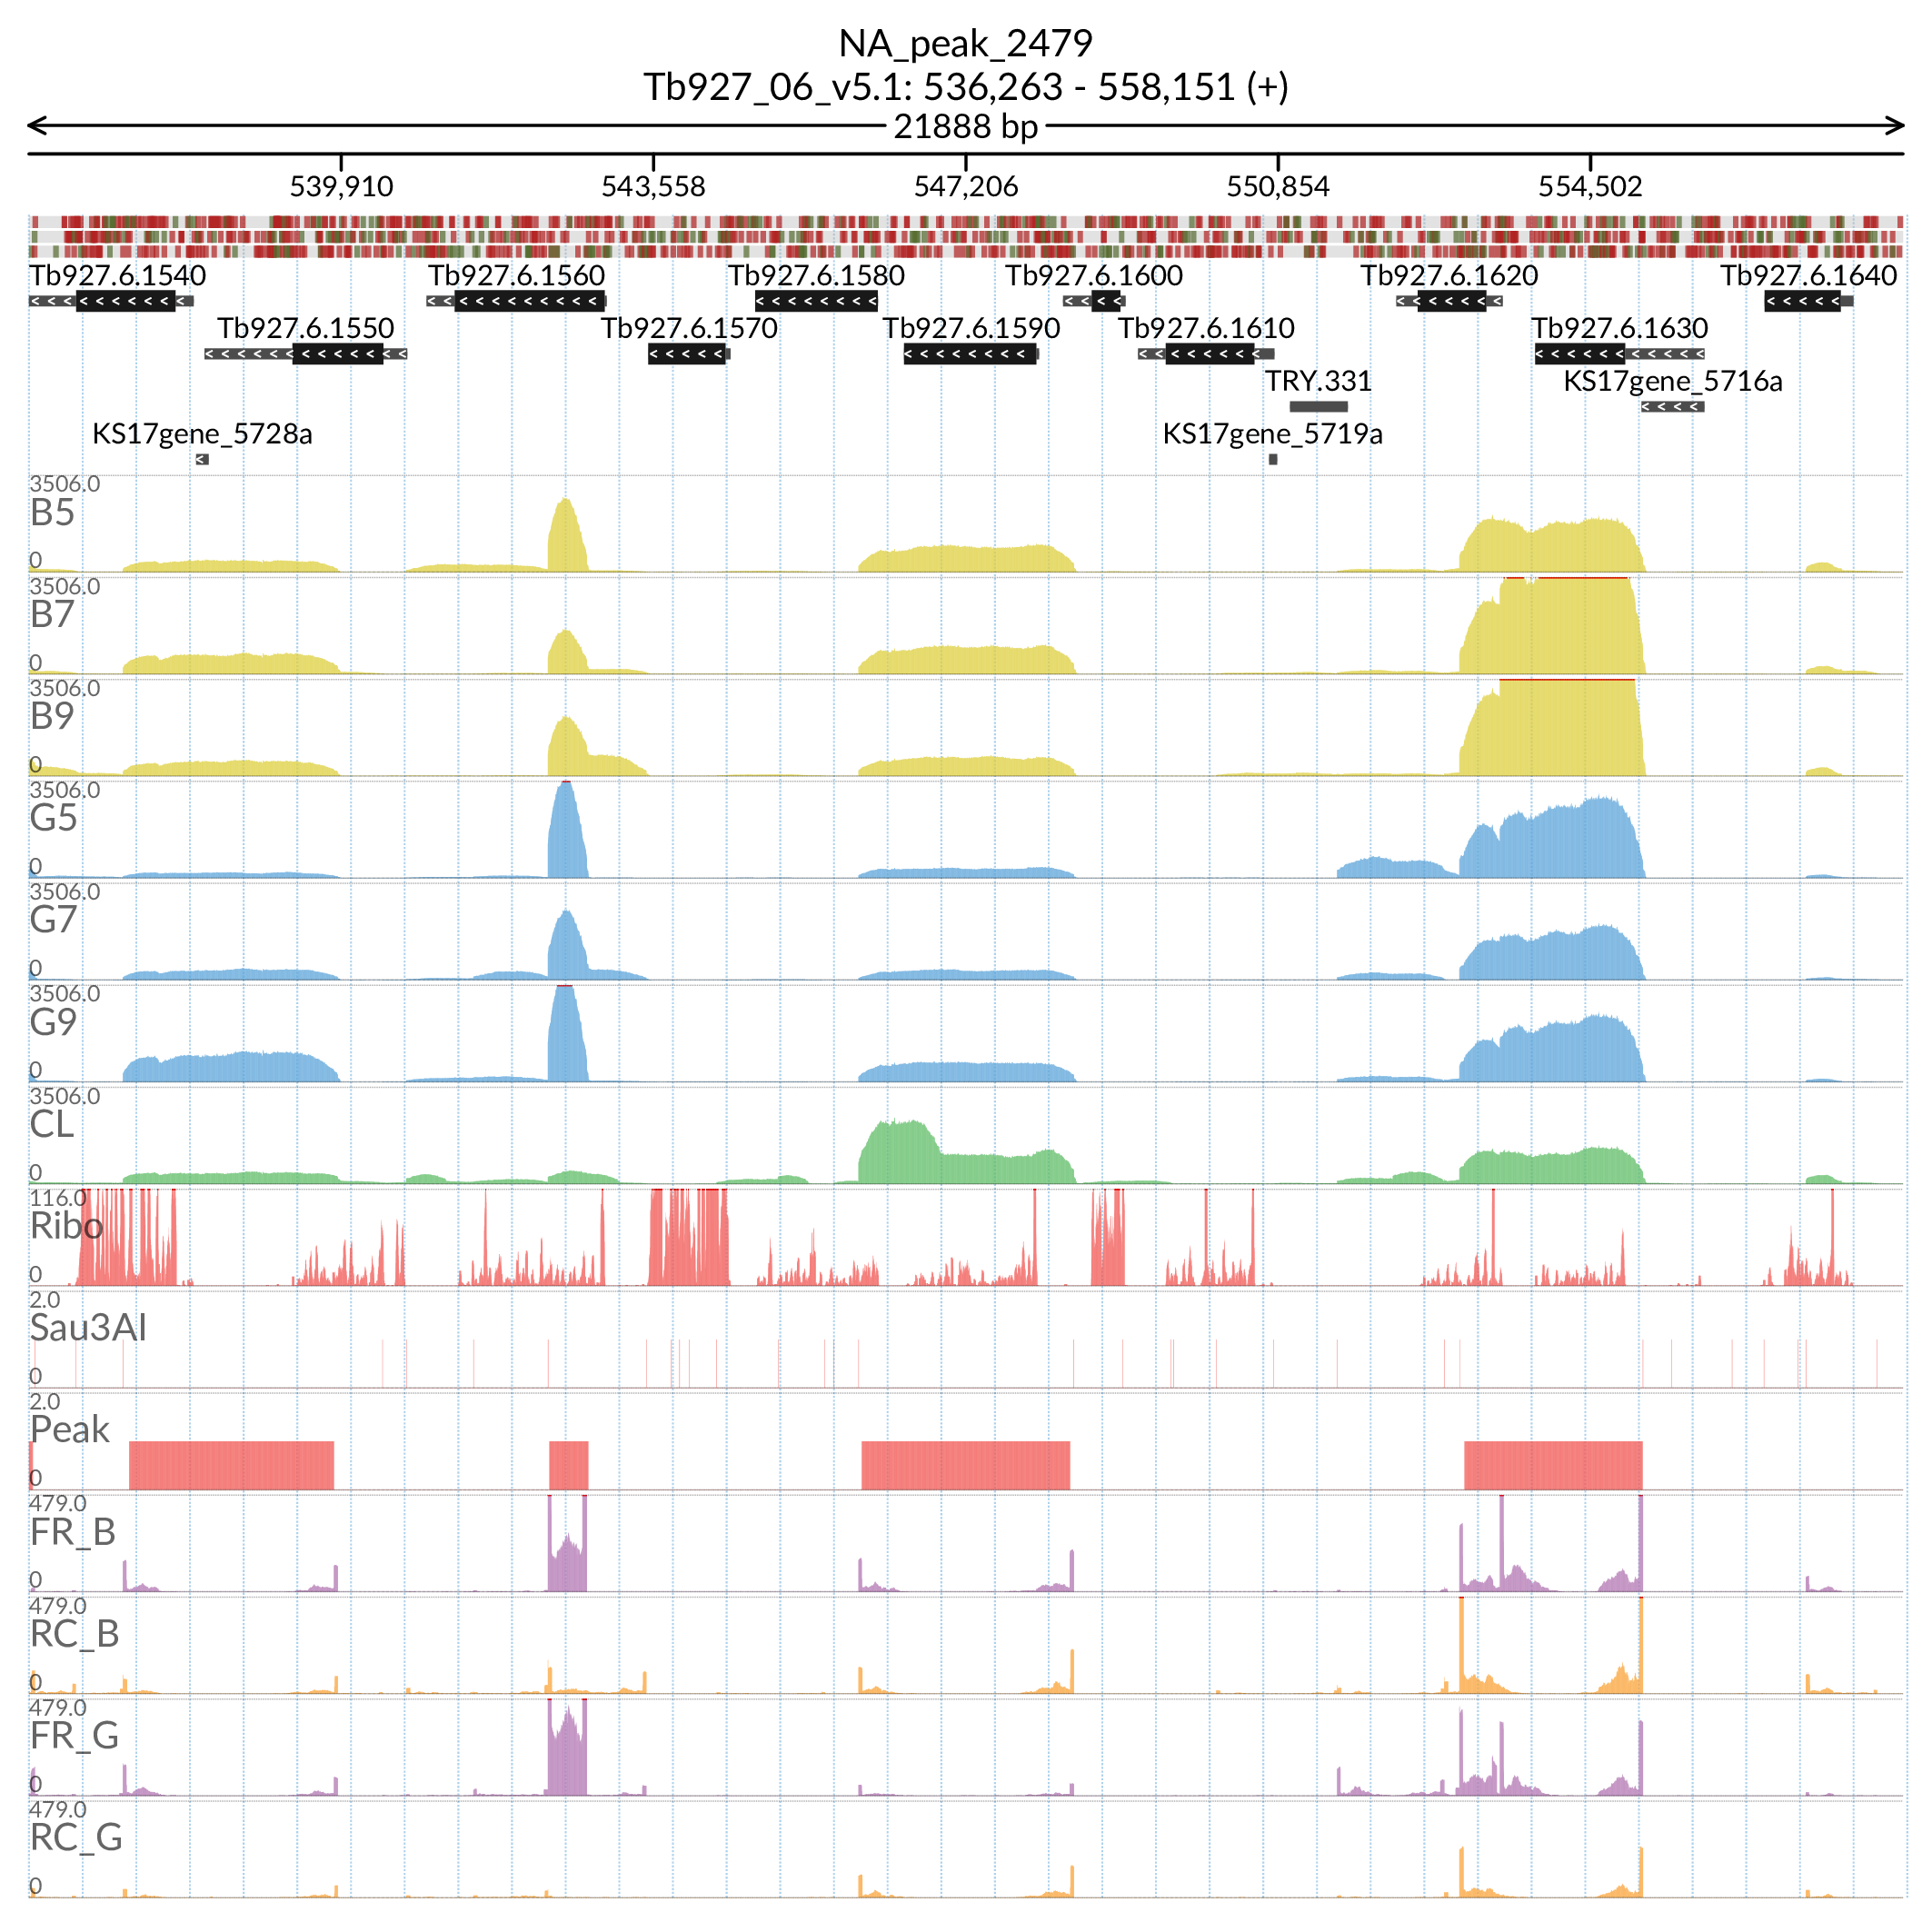 NA_peak_2479
Tb927_06_v5.1: 536,263 - 558,151 (+)
21888 bp
539,910 543,558 547,206 550,854 554,502
Tb927.6.1540 Tb927.6.1560 Tb927.6.1580 Tb927.6.1600 Tb927.6.1620 Tb927.6.1640
Tb927.6.1550 Tb927.6.1570 Tb927.6.1590 Tb927.6.1610 Tb927.6.1630
TRY.331 KS17gene_5716a
KS17gene_5728a KS17gene_5719a
3506.0
B5
0
3506.0
B7
0
3506.0
B9
0
3506.0
G5
0
3506.0
G7
0
3506.0
G9
0
3506.0
CL
0
116.0
Ribo
0
2.0
Sau3AI
0
2.0
Peak
0
479.0
FR_B
0
479.0
RC_B
0
479.0
FR_G
0
479.0
RC_G
0